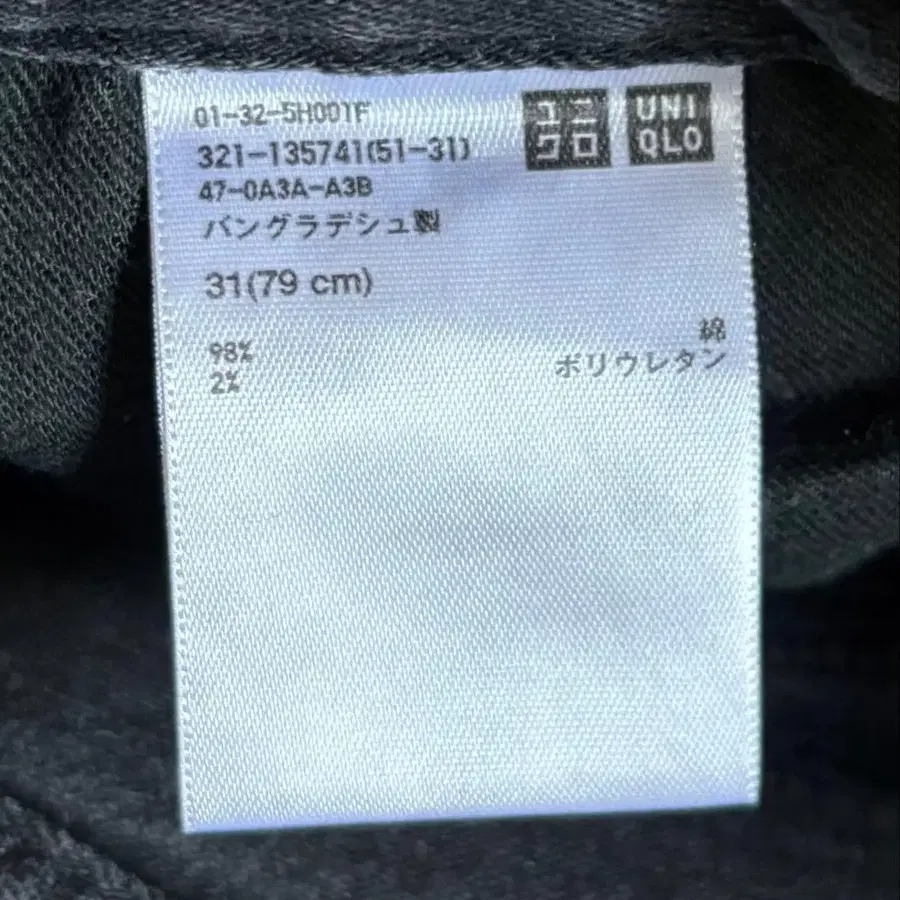 01-32-5H001F
ユニ
クロ
UNI
QLO
321-135741(51-31)
47-0A3A-A3B
バングラデシュ製
31(79 cm)
98% 綿
2% ポリウレタン